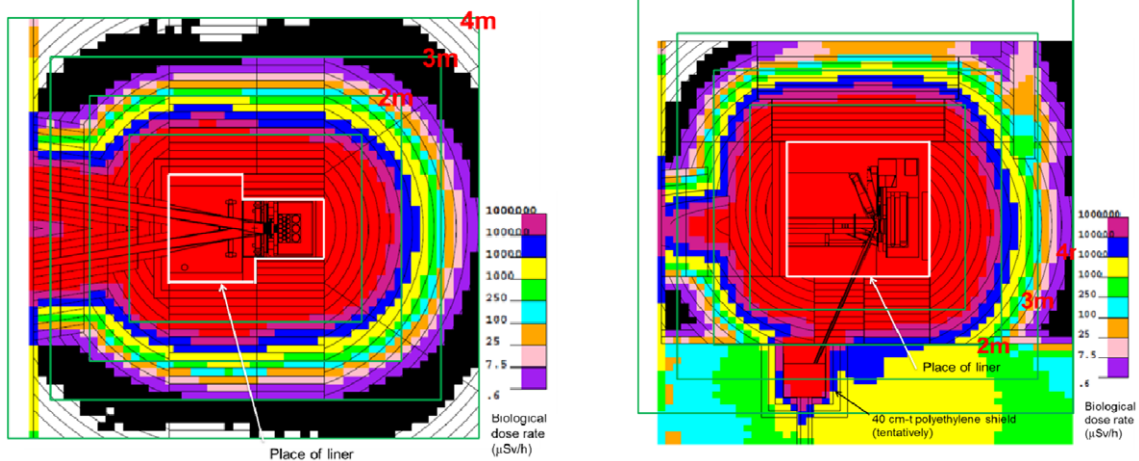 4m
3m
2m
1000000
100000
10000
1000
250
100
25
7.5
.6
Biological
dose rate
(μSv/h)
Place of liner
4m
3m
2m
1000000
100000
10000
1000
250
100
25
7.5
.6
Biological
dose rate
(μSv/h)
Place of liner
40 cm-t polyethylene shield
(tentatively)